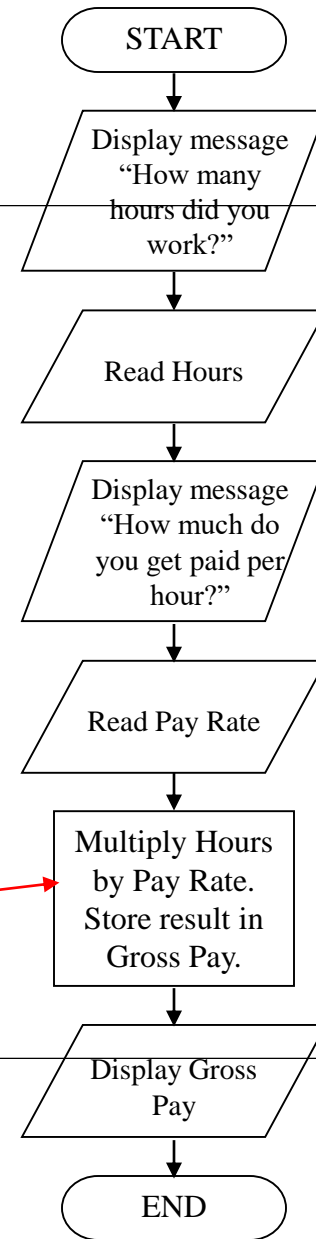 START
Display message
“How many
hours did you
work?”
Read Hours
Display message
“How much do
you get paid per
hour?”
Read Pay Rate
Multiply Hours
by Pay Rate.
Store result in
Gross Pay.
Display Gross
Pay
END